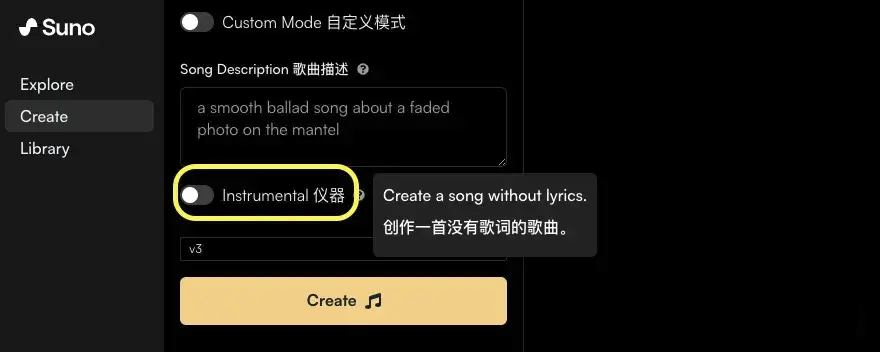 Suno
Explore
Create
Library
Custom Mode 自定义模式
Song Description 歌曲描述 ?
a smooth ballad song about a faded
photo on the mantel
Instrumental 仪器 ?
Create a song without lyrics.
创作一首没有歌词的歌曲。
v3
Create